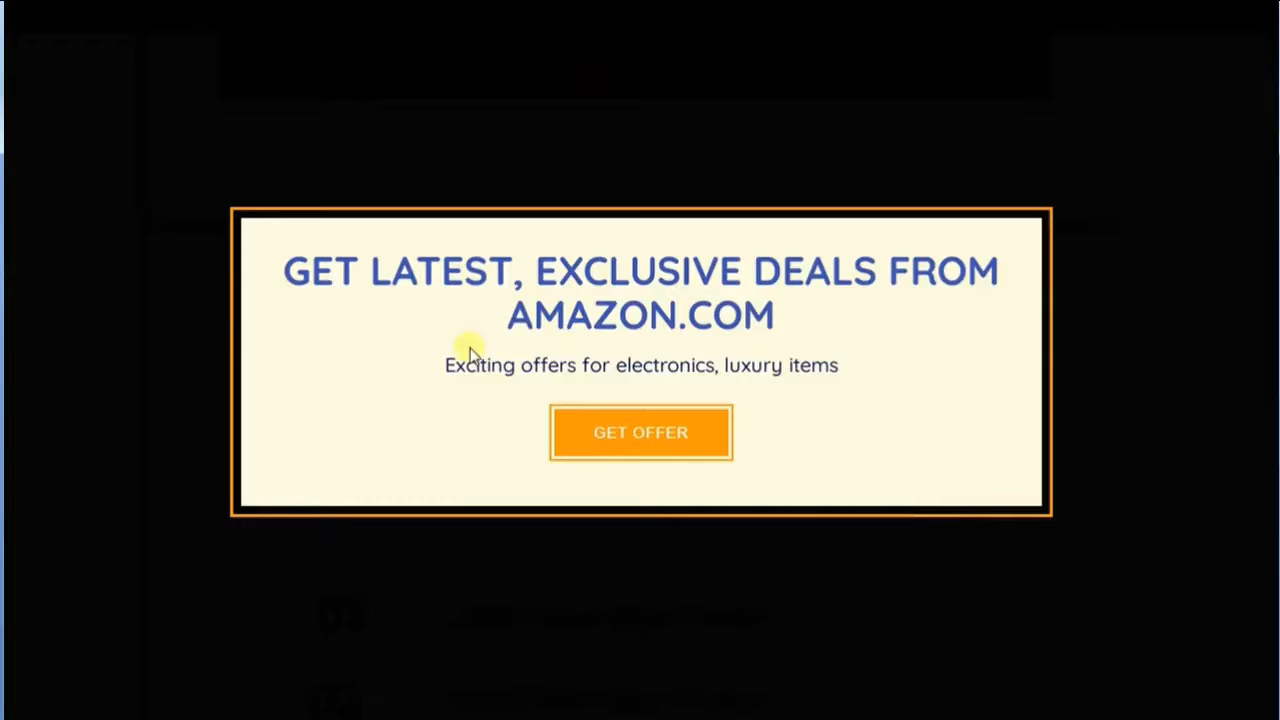 GET LATEST, EXCLUSIVE DEALS FROM
AMAZON.COM
Exciting offers for electronics, luxury items
GET OFFER